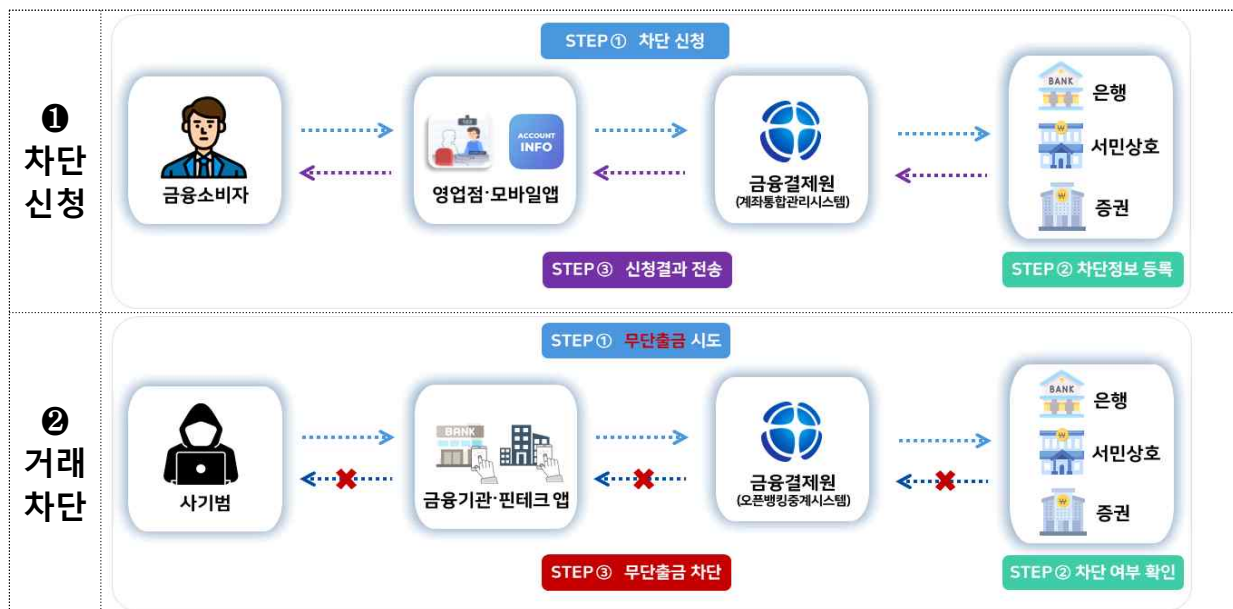 ❶
차단
신청
STEP① 차단 신청
금융소비자
ACCOUNT
INFO
영업점·모바일앱
금융결제원
(계좌통합관리시스템)
BANK
은행
서민상호
증권
STEP③ 신청결과 전송
STEP② 차단정보 등록
❷
거래
차단
STEP① 무단출금 시도
사기범
BANK
금융기관·핀테크 앱
금융결제원
(오픈뱅킹중계시스템)
BANK
은행
서민상호
증권
STEP③ 무단출금 차단
STEP② 차단 여부 확인